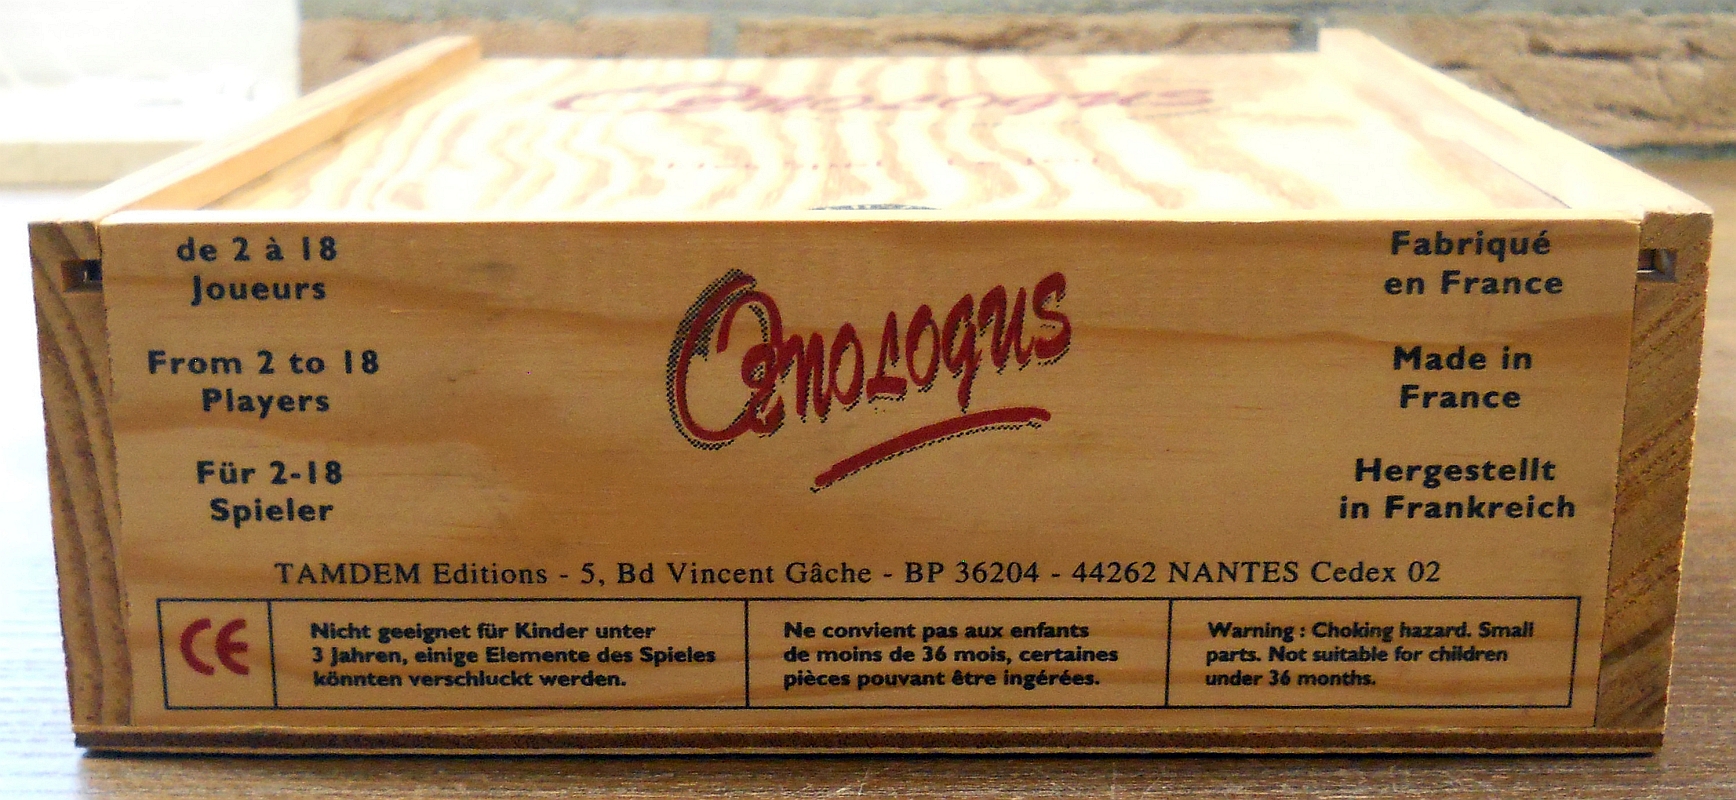 Œnologus
de 2 à 18
Joueurs
From 2 to 18
Players
Für 2-18
Spieler
Œnologus
Fabriqué
en France
Made in
France
Hergestellt
in Frankreich
TAMDEM Editions - 5, Bd Vincent Gâche - BP 36204 - 44262 NANTES Cedex 02
CE
Nicht geeignet für Kinder unter
3 Jahren, einige Elemente des Spieles
könnten verschluckt werden.
Ne convient pas aux enfants
de moins de 36 mois, certaines
pièces pouvant être ingérées.
Warning : Choking hazard. Small
parts. Not suitable for children
under 36 months.